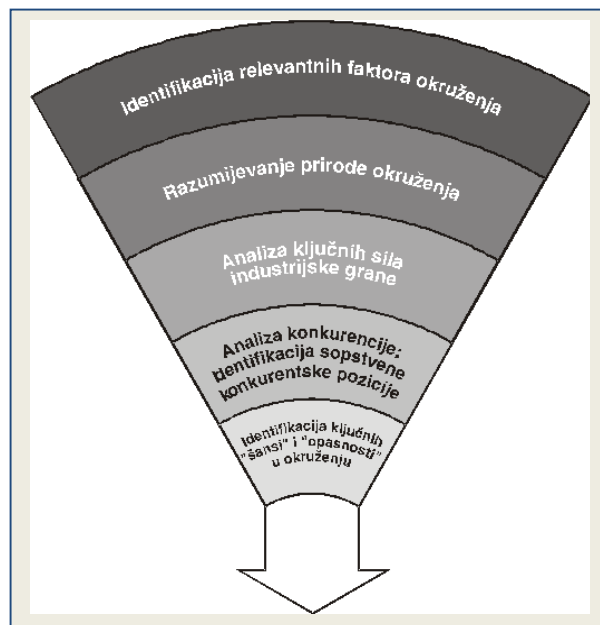 Identifikacija relevantnih faktora okruženja
Razumijevanje prirode okruženja
Analiza ključnih sila
industrijske grane
Analiza konkurencije:
identifikacija sopstvene
konkurentske pozicije
Identifikacija ključnih
"šansi" i "opasnosti"
u okruženju